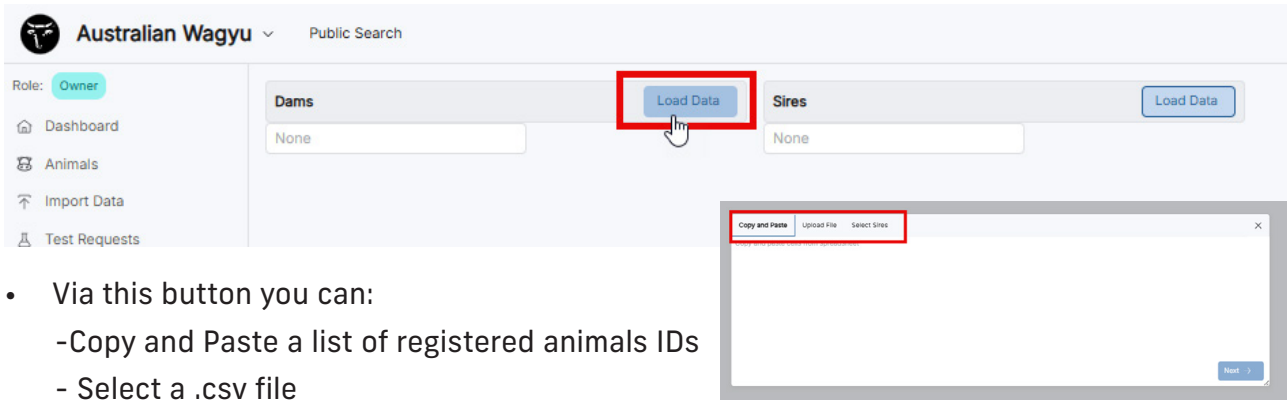 Australian Wagyu Public Search
Role: Owner
Dams Load Data Sires Load Data
None None
Dashboard
Animals
Import Data
Test Requests
Copy and Paste Upload File Select Sires
Next
• Via this button you can:
-Copy and Paste a list of registered animals IDs
- Select a .csv file